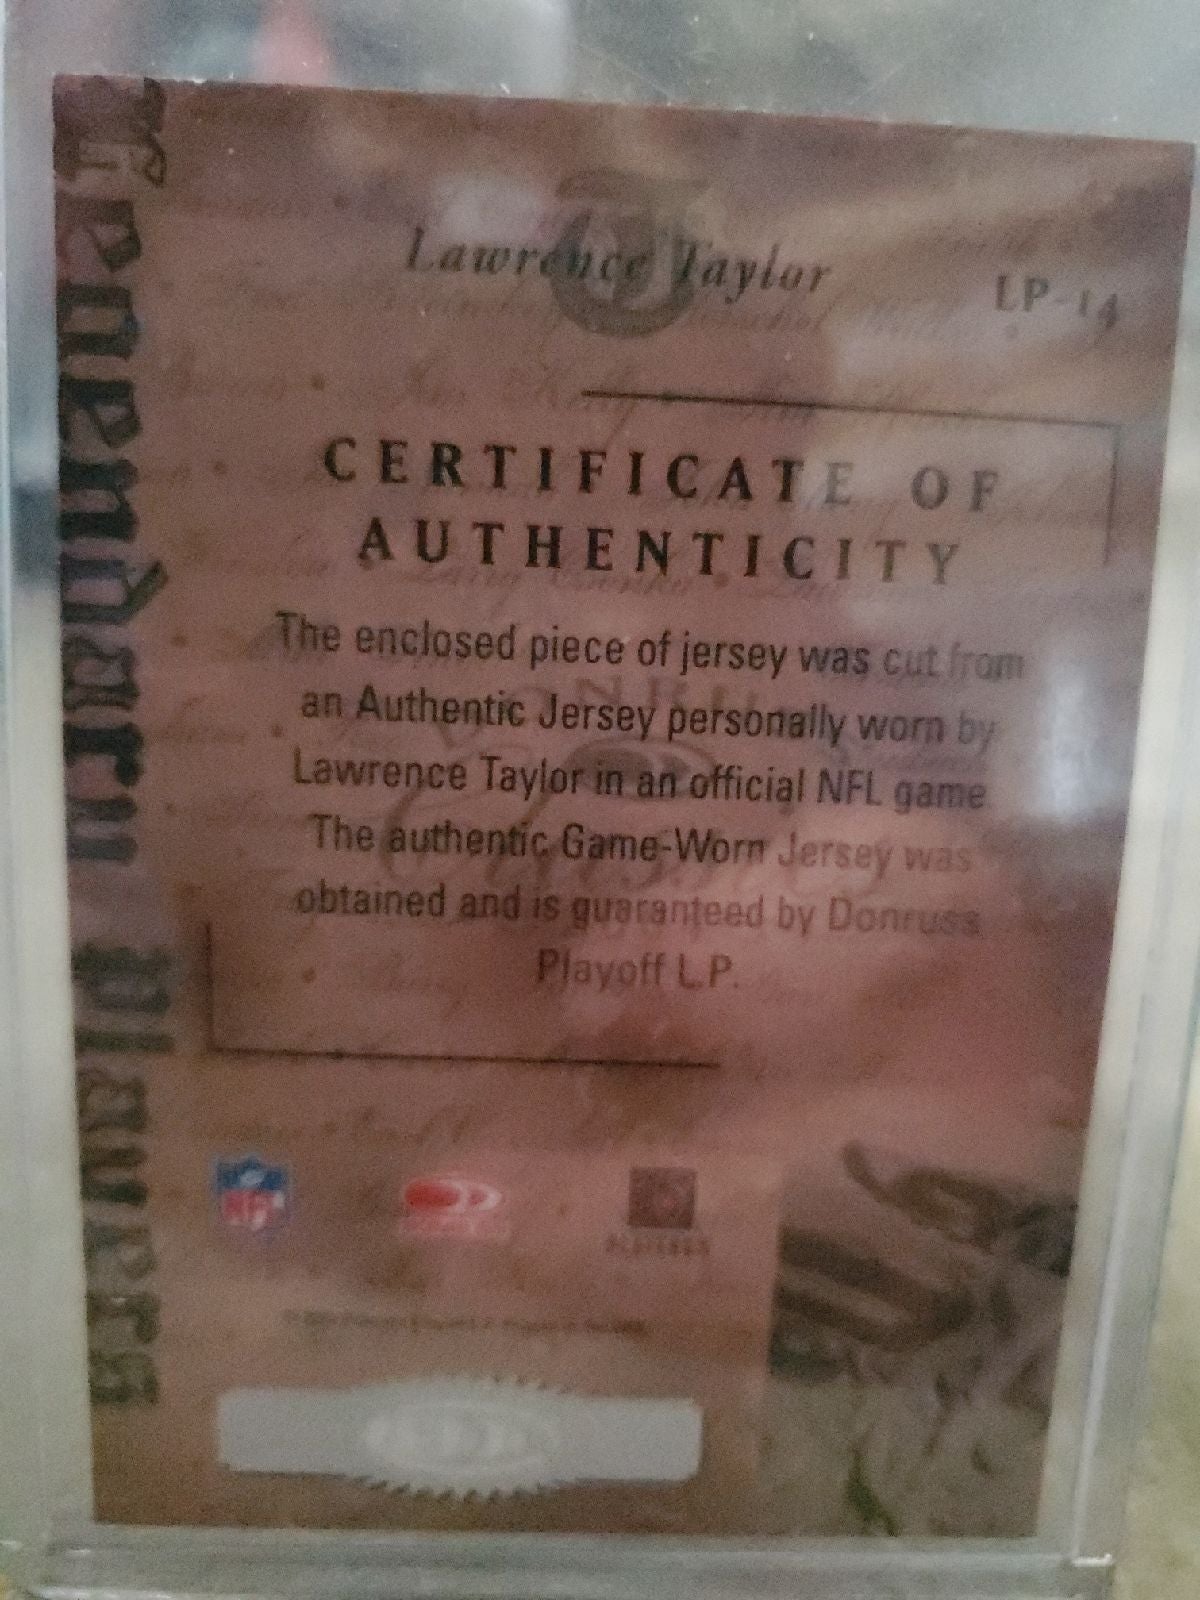 Legendary Players
Lawrence Taylor
LP-14
CERTIFICATE OF
AUTHENTICITY
The enclosed piece of jersey was cut from
an Authentic Jersey personally worn by
Lawrence Taylor in an official NFL game
The authentic Game-Worn Jersey was
obtained and is guaranteed by Donruss
Playoff L.P.
NFL
PLAYERS